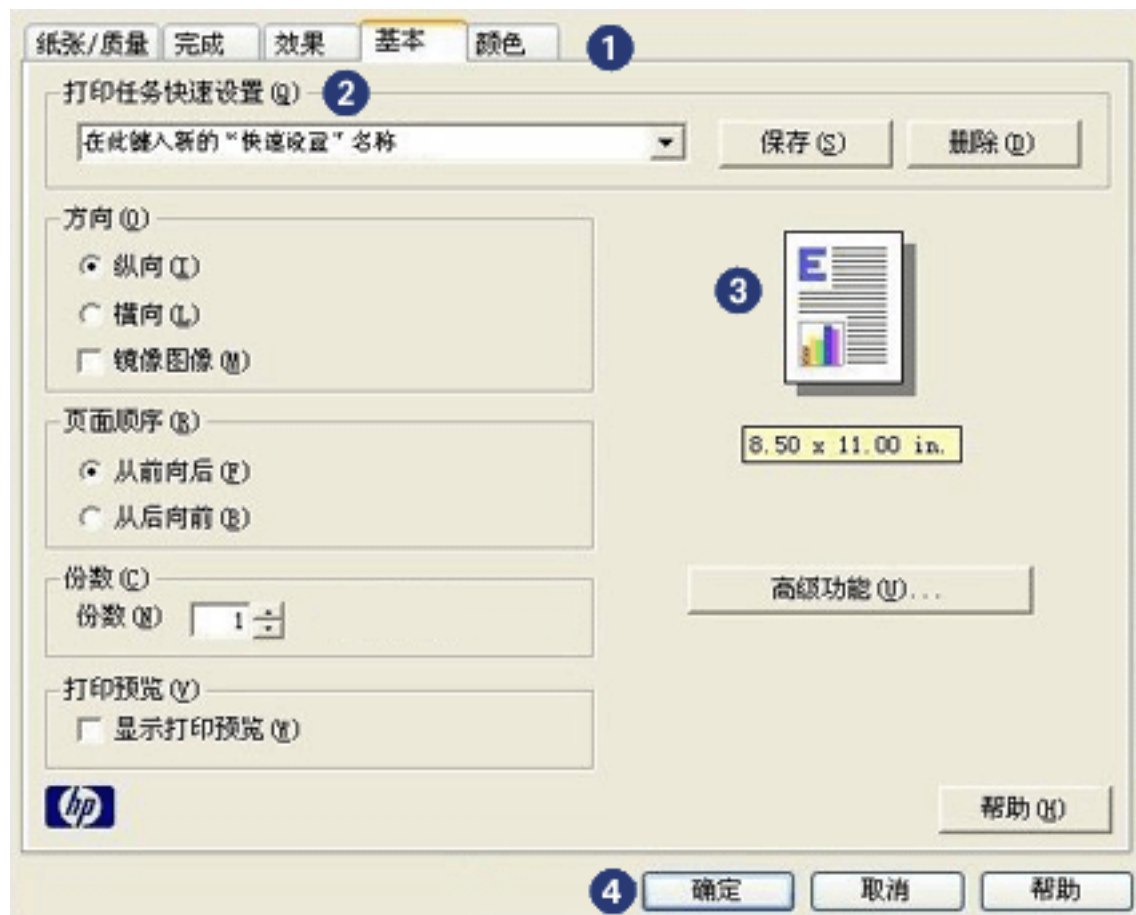 纸张/质量 完成 效果 基本 颜色 1
打印任务快速设置(Q) 2
在此键入新的“快速设置”名称 保存(S) 删除(D)
方向(O)
纵向(T)
横向(L)
镜像图像(M)
3
E
8.50 x 11.00 in.
页面顺序(R)
从前向后(F)
从后向前(B)
份数(C)
份数(N) 1
高级功能(U)...
打印预览(V)
显示打印预览(W)
hp
帮助(H)
4 确定 取消 帮助